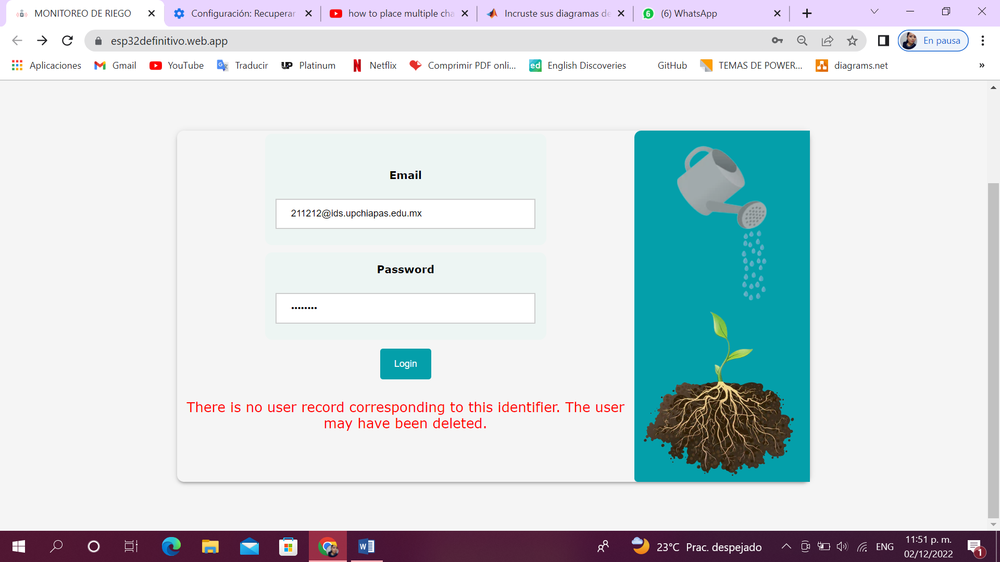 MONITOREO DE RIEGO
Configuración: Recuperar
how to place multiple cha
Incruste sus diagramas de
6 (6) WhatsApp
esp32definitivo.web.app
En pausa
Aplicaciones
Gmail
YouTube
Traducir
UP Platinum
Netflix
Comprimir PDF onli...
ed English Discoveries
GitHub
TEMAS DE POWER...
diagrams.net
»
Email
211212@ids.upchiapas.edu.mx
Password
••••••••
Login
There is no user record corresponding to this identifier. The user
may have been deleted.
23°C Prac. despejado
ENG
11:51 p. m.
02/12/2022
1